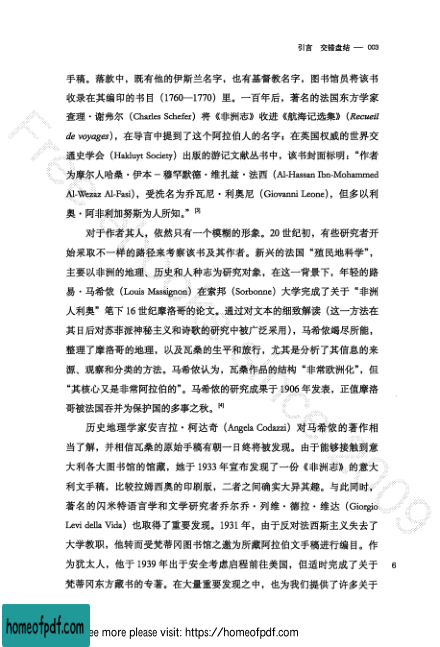 引言 交错盘结 — 003
手稿。落款中，既有他的伊斯兰名字，也有基督教名字，图书馆员将该书
收录在其编印的书目（1760—1770）里。一百年后，著名的法国东方学家
查理·谢弗尔（Charles Schefer）将《非洲志》收进《航海记选集》（Recueil
de voyages），在导言中提到了这个阿拉伯人的名字；在英国权威的世界交
通史学会（Hakluyt Society）出版的游记文献丛书中，该书封面标明：“作者
为摩尔人哈桑·伊本－穆罕默德·维扎兹·法西（Al-Hassan Ibn-Mohammed
Al-Wezaz Al-Fasi），受洗名为乔瓦尼·利奥尼（Giovanni Leone），但多以利
奥·阿非利加努斯为人所知。” [3]
对于作者其人，依然只有一个模糊的形象。20 世纪初，有些研究者开
始采取不一样的路径来考察该书及其作者。新兴的法国“殖民地科学”，
主要以非洲的地理、历史和人种志为研究对象，在这一背景下，年轻的路
易·马希侬（Louis Massignon）在索邦（Sorbonne）大学完成了关于“非洲
人利奥”笔下 16 世纪摩洛哥的论文。通过对文本的细致解读（这一方法在
其日后对苏菲派神秘主义和诗歌的研究中被广泛采用），马希侬竭尽所能，
整理了摩洛哥的地理，以及瓦桑的生平和旅行，尤其是分析了其信息的来
源、观察和分类的方法。马希侬认为，瓦桑作品的结构“非常欧洲化”，但
“其核心又是非常阿拉伯的”。马希侬的研究成果于 1906 年发表，正值摩洛
哥被法国吞并为保护国的多事之秋。[4]
历史地理学家安吉拉·柯达奇（Angela Codazzi）对马希侬的著作相
当了解，并相信瓦桑的原始手稿有朝一日终将被发现。由于能够接触到意
大利各大图书馆的馆藏，她于 1933 年宣布发现了一份《非洲志》的意大
利文手稿，比较拉姆西奥的印刷版，二者之间确实大异其趣。与此同时，
著名的闪米特语言学和文学研究者乔尔乔·列维·德拉·维达（Giorgio
Levi della Vida）也取得了重要发现。1931 年，由于反对法西斯主义失去了
大学教职，他转而受梵蒂冈图书馆之邀为所藏阿拉伯文手稿进行编目。作
为犹太人，他于 1939 年出于安全考虑启程前往美国，但适时完成了关于
6
梵蒂冈东方藏书的专著。在大量重要发现之中，也为我们提供了许多关于
homeofpdf.com
ee more please visit: https://homeofpdf.com